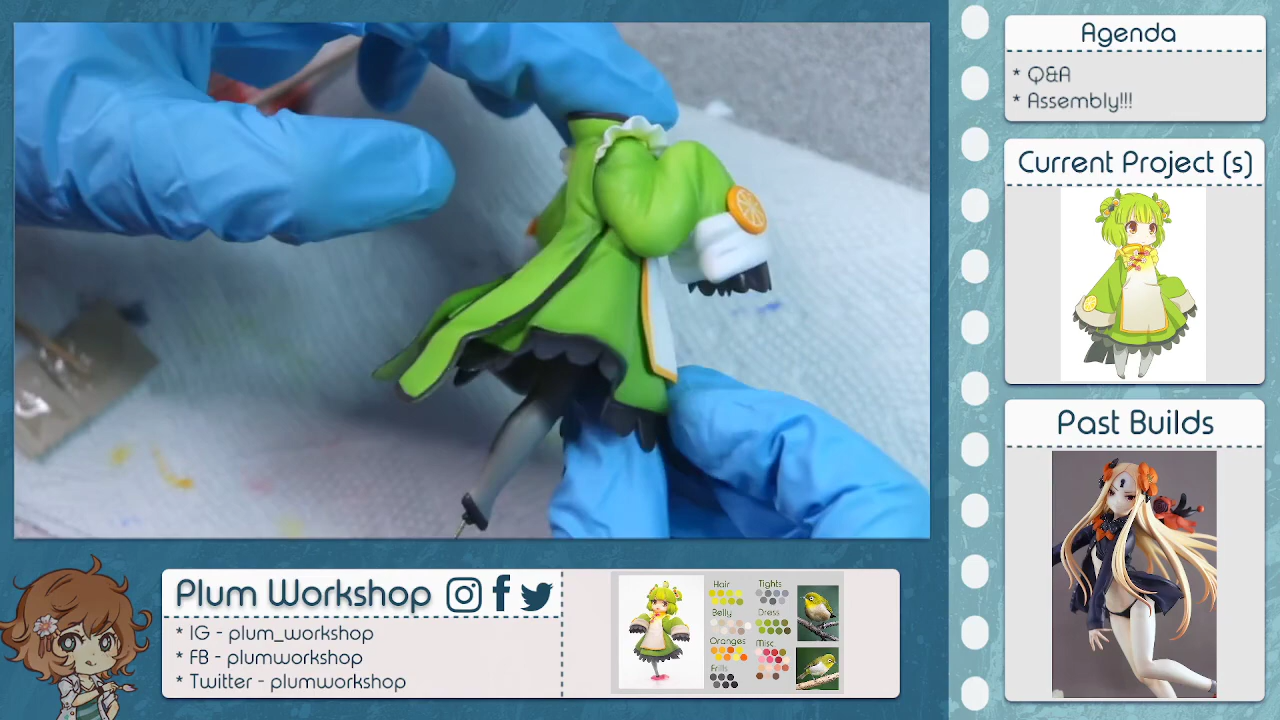 Agenda
* Q&A
* Assembly!!!
Current Project (s)
Past Builds
Plum Workshop
* IG - plum_workshop
* FB - plumworkshop
* Twitter - plumworkshop
Hair
Tights
Belly
Dress
Oranges
Misc.
Frills